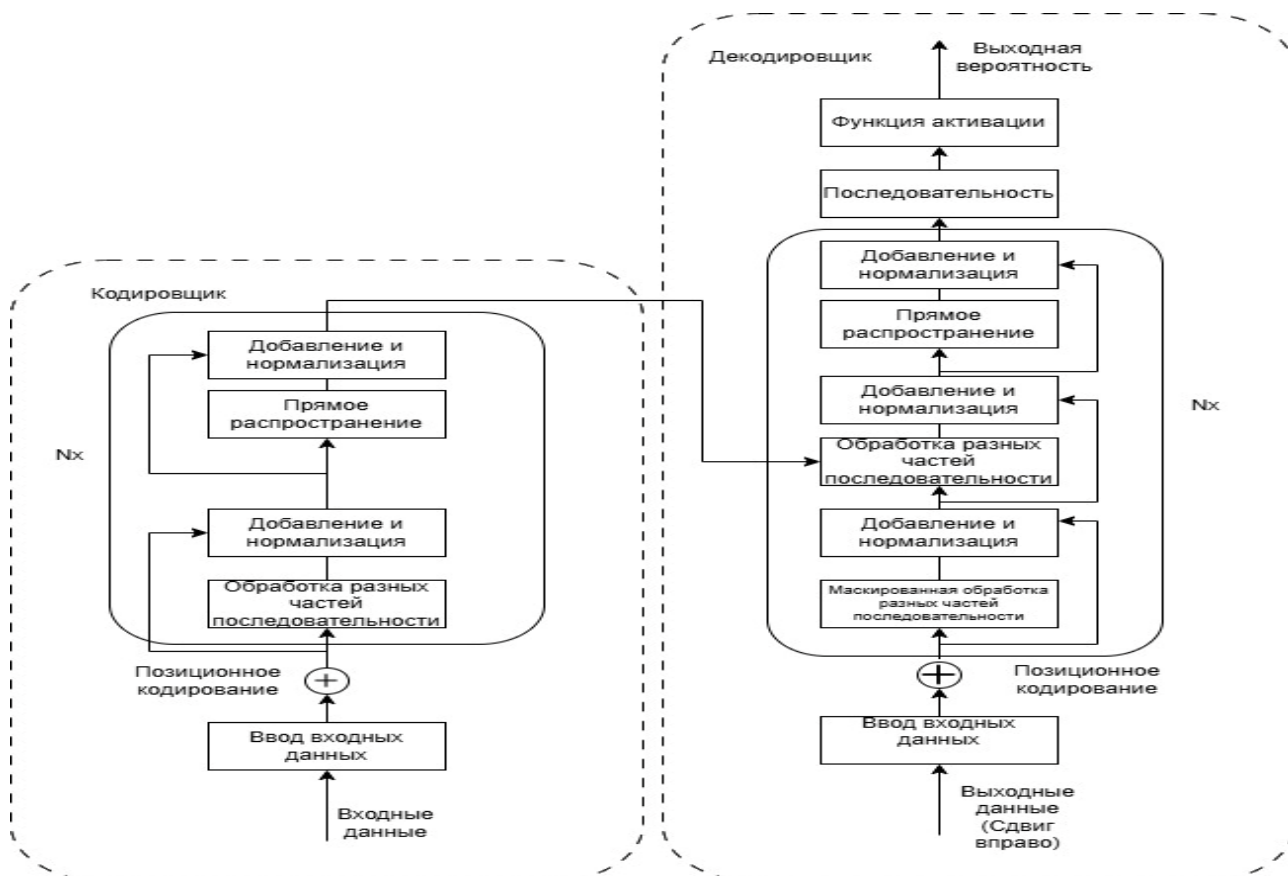 Декодировщик
Выходная
вероятность
Функция активации
Последовательность
Добавление и
нормализация
Прямое
распространение
Добавление и
нормализация
Nx
Обработка разных
частей
последовательности
Добавление и
нормализация
Маскированная обработка
разных частей
последовательности
Позиционное
кодирование
Ввод входных
данных
Выходные
данные
(Сдвиг
вправо)
Кодировщик
Добавление и
нормализация
Прямое
распространение
Nx
Добавление и
нормализация
Обработка разных
частей
последовательности
Позиционное
кодирование
Ввод входных
данных
Входные
данные